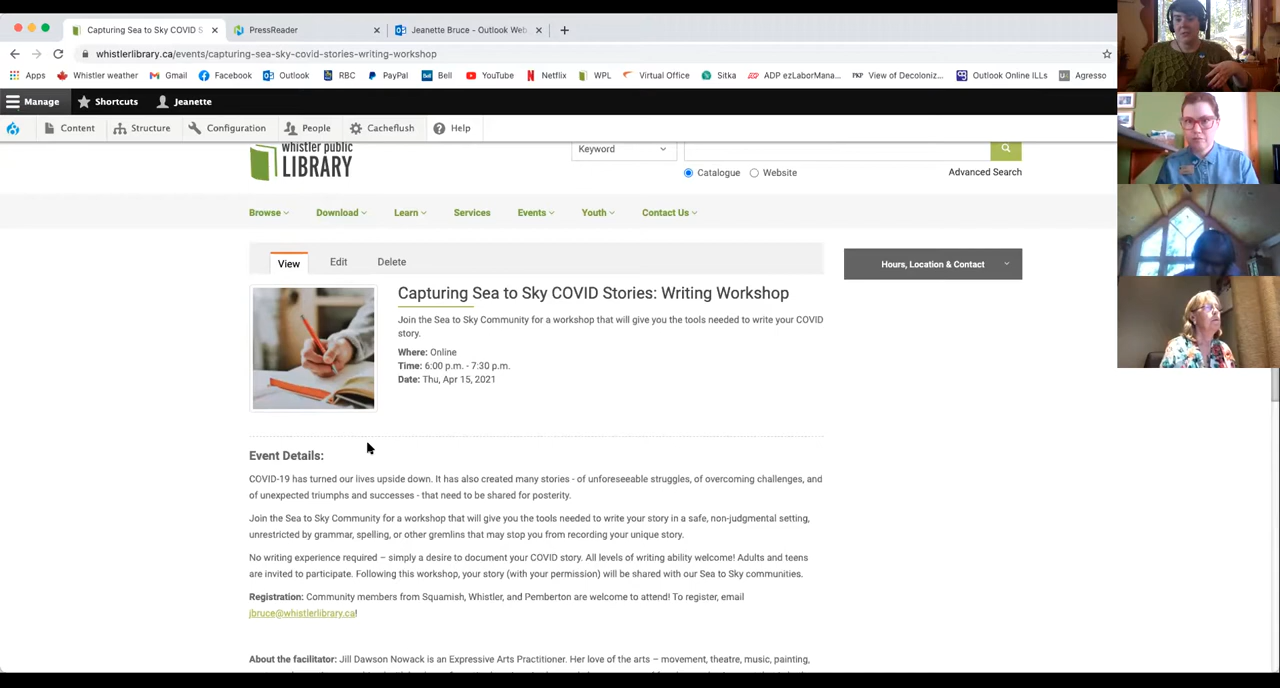 Capturing Sea to Sky COVID S
PressReader
Jeanette Bruce - Outlook Web
whistlerlibrary.ca/events/capturing-sea-sky-covid-stories-writing-workshop
Apps Whistler weather Gmail Facebook Outlook RBC PayPal Bell YouTube Netflix WPL Virtual Office Sitka ADP ezLaborMana... View of Decoloniz... Outlook Online ILLs Agresso
Manage Shortcuts Jeanette
Content Structure Configuration People Cacheflush Help
whistler public
LIBRARY
Keyword
Catalogue Website Advanced Search
Browse Download Learn Services Events Youth Contact Us
View Edit Delete
Hours, Location & Contact
Capturing Sea to Sky COVID Stories: Writing Workshop
Join the Sea to Sky Community for a workshop that will give you the tools needed to write your COVID
story.
Where: Online
Time: 6:00 p.m. - 7:30 p.m.
Date: Thu, Apr 15, 2021
Event Details:
COVID-19 has turned our lives upside down. It has also created many stories - of unforeseeable struggles, of overcoming challenges, and
of unexpected triumphs and successes - that need to be shared for posterity.
Join the Sea to Sky Community for a workshop that will give you the tools needed to write your story in a safe, non-judgmental setting,
unrestricted by grammar, spelling, or other gremlins that may stop you from recording your unique story.
No writing experience required – simply a desire to document your COVID story. All levels of writing ability welcome! Adults and teens
are invited to participate. Following this workshop, your story (with your permission) will be shared with our Sea to Sky communities.
Registration: Community members from Squamish, Whistler, and Pemberton are welcome to attend! To register, email
jbruce@whistlerlibrary.ca!
About the facilitator: Jill Dawson Nowack is an Expressive Arts Practitioner. Her love of the arts – movement, theatre, music, painting,